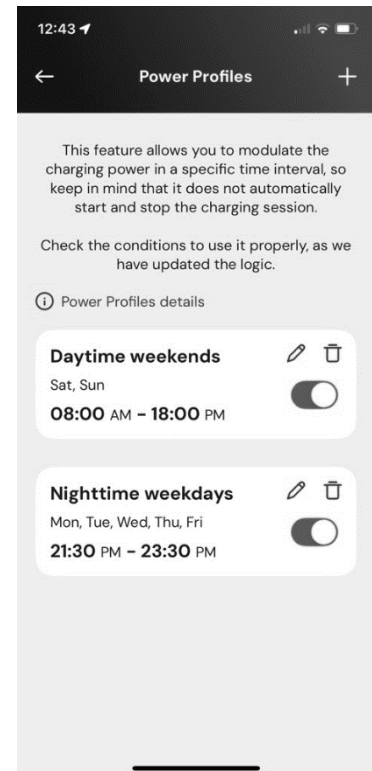 12:43
Power Profiles
This feature allows you to modulate the
charging power in a specific time interval, so
keep in mind that it does not automatically
start and stop the charging session.
Check the conditions to use it properly, as we
have updated the logic.
Power Profiles details
Daytime weekends
Sat, Sun
08:00 AM – 18:00 PM
Nighttime weekdays
Mon, Tue, Wed, Thu, Fri
21:30 PM – 23:30 PM